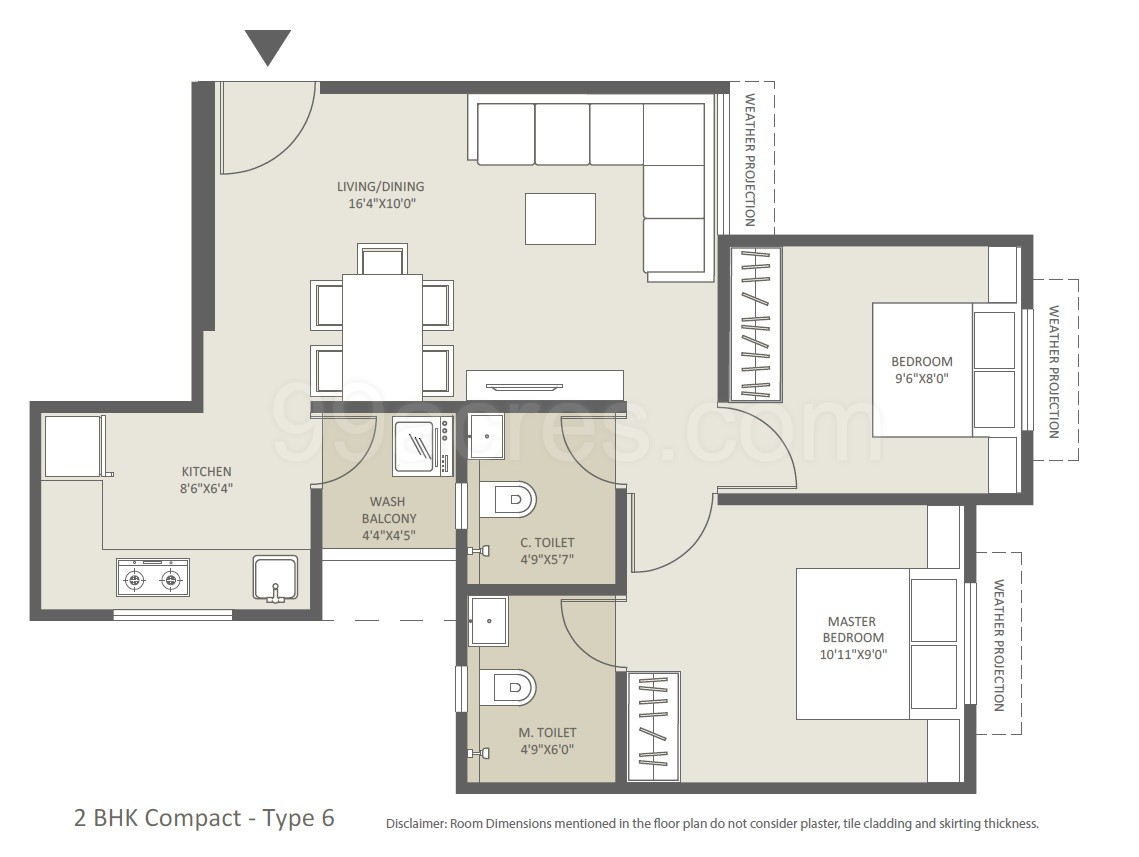 WEATHER PROJECTION
LIVING/DINING
16'4"X10'0"
WEATHER PROJECTION
BEDROOM
9'6"X8'0"
99acres.com
KITCHEN
8'6"X6'4"
WASH
BALCONY
4'4"X4'5"
C. TOILET
4'9"X5'7"
WEATHER PROJECTION
MASTER
BEDROOM
10'11"X9'0"
M. TOILET
4'9"X6'0"
2 BHK Compact - Type 6
Disclaimer: Room Dimensions mentioned in the floor plan do not consider plaster, tile cladding and skirting thickness.